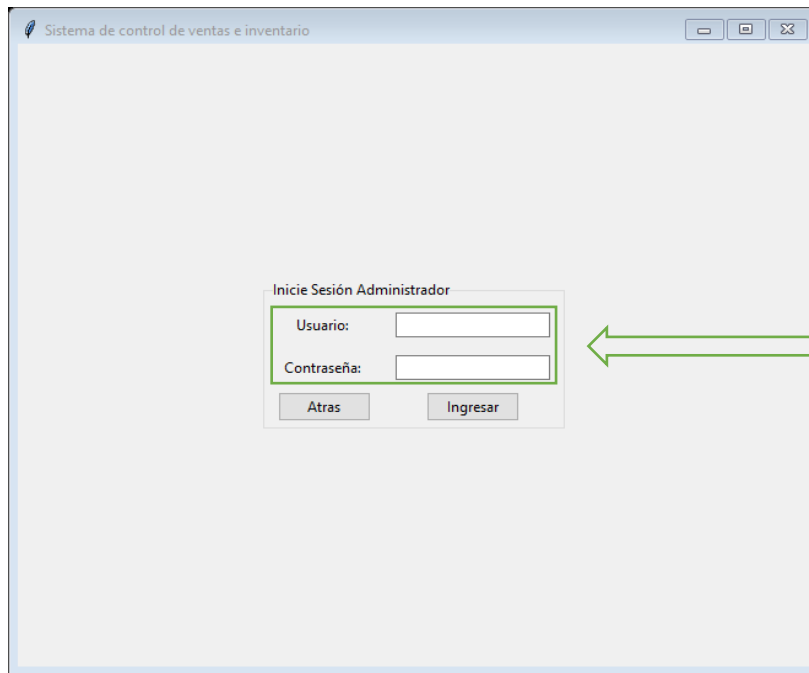 Sistema de control de ventas e inventario
Inicie Sesión Administrador
Usuario:
Contraseña:
Atras Ingresar